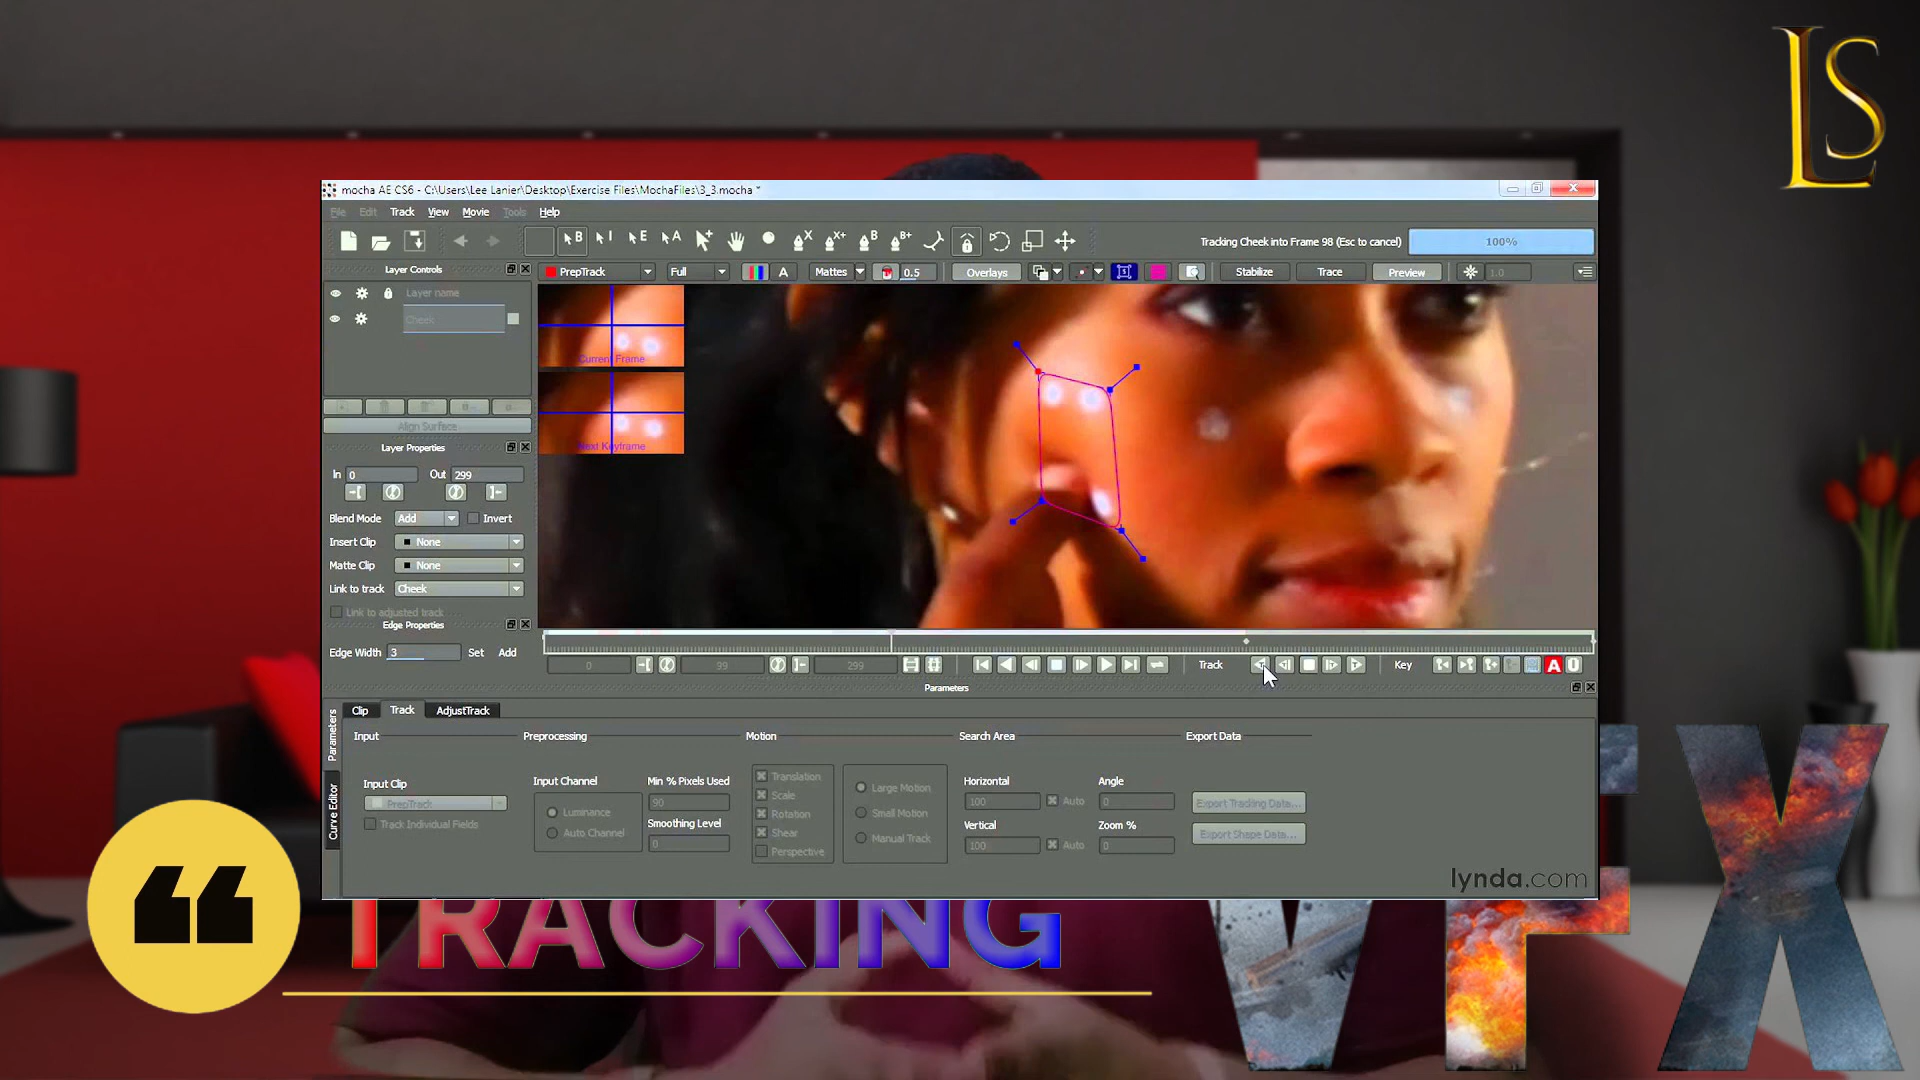 LS
mocha AE CS6 - C:\Users\Lee Lanier\Desktop\Exercise Files\MochaFiles\3_3.mocha *
File Edit Track View Movie Tools Help
B I E A X X+ B B+
Tracking Cheek into Frame 98 (Esc to cancel) 100%
Layer Controls
PrepTrack Full A Mattes 0.5 Overlays Stabilize Trace Preview 1.0
Layer name
Cheek
Current Frame
Next Keyframe
Align Surface
Layer Properties
In 0 Out 299
Blend Mode Add Invert
Insert Clip None
Matte Clip None
Link to track Cheek
Link to adjusted track
Edge Properties
Edge Width 3 Set Add
0 99 299 Track Key A
Parameters
Clip Track AdjustTrack
Parameters
Curve Editor
Input Preprocessing Motion Search Area Export Data
Input Clip
PrepTrack
Track Individual Fields
Input Channel
Luminance
Auto Channel
Min % Pixels Used
90
Smoothing Level
0
Translation
Scale
Rotation
Shear
Perspective
Large Motion
Small Motion
Manual Track
Horizontal
100 Auto
Vertical
100 Auto
Angle
0
Zoom %
0
Export Tracking Data...
Export Shape Data...
lynda.com
“
TRACKING
VFX